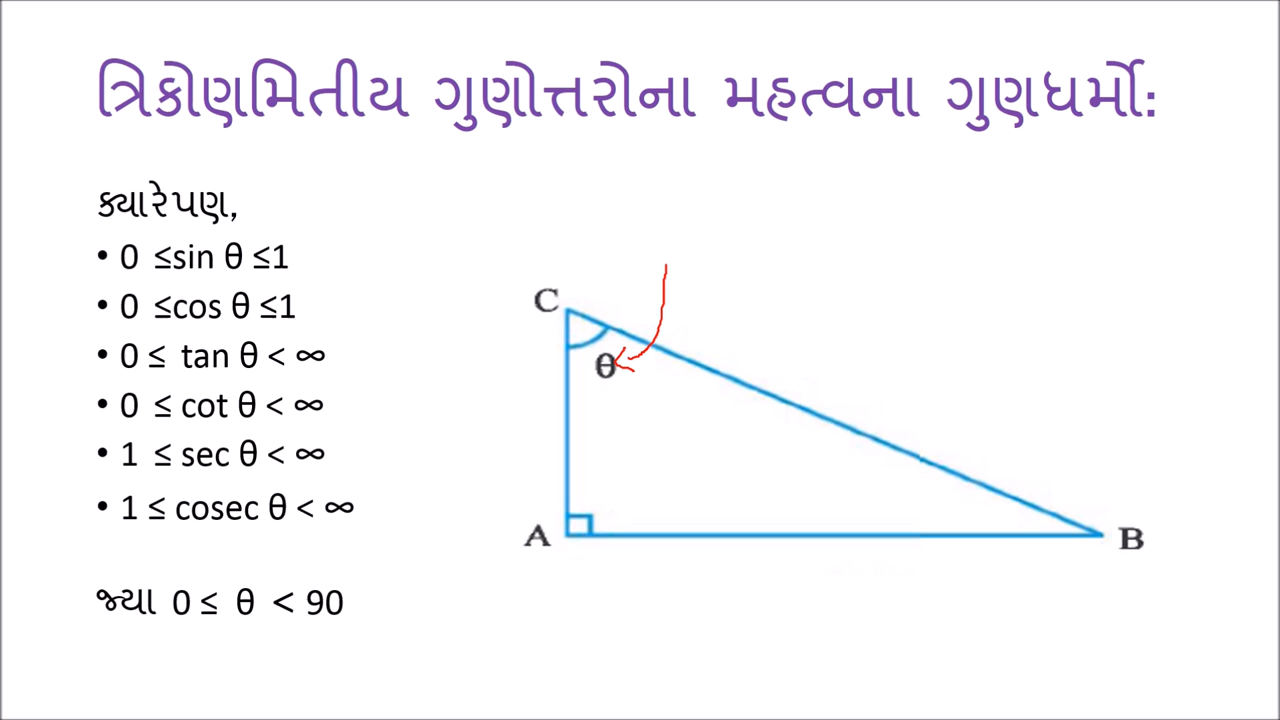 ત્રિકોણમિતીય ગુણોત્તરોના મહત્વના ગુણધર્મો:
ક્યારેપણ,
• 0 ≤sin θ ≤1
• 0 ≤cos θ ≤1
• 0 ≤ tan θ < ∞
• 0 ≤ cot θ < ∞
• 1 ≤ sec θ < ∞
• 1 ≤ cosec θ < ∞
જ્યા 0 ≤ θ < 90
C
θ
A
B